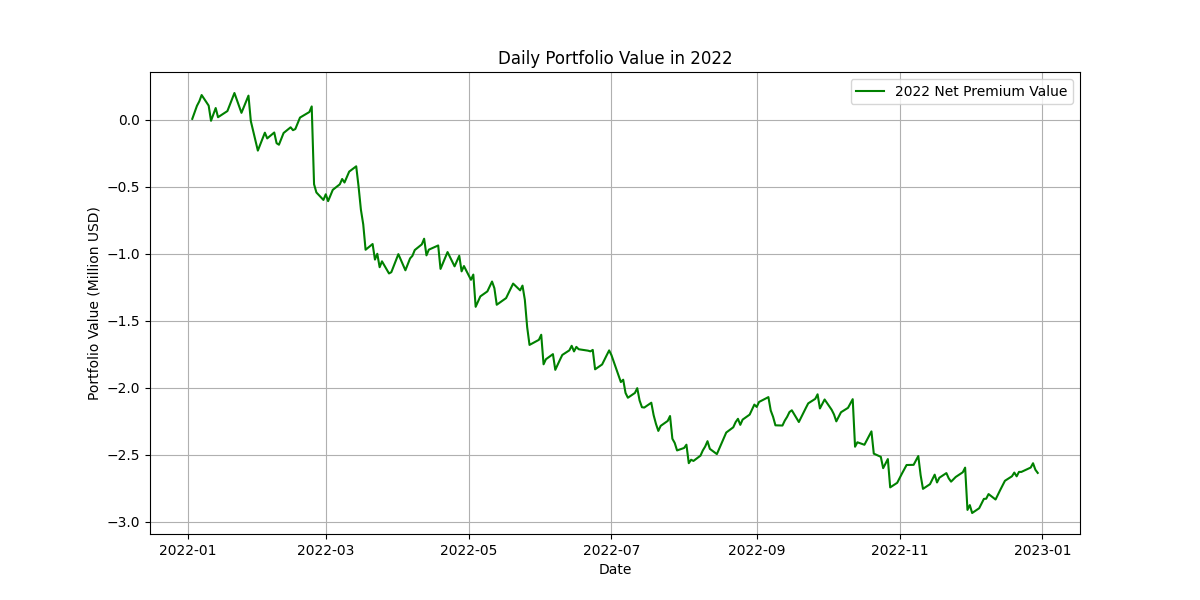 Daily Portfolio Value in 2022
2022 Net Premium Value
Portfolio Value (Million USD)
0.0
−0.5
−1.0
−1.5
−2.0
−2.5
−3.0
2022-01 2022-03 2022-05 2022-07 2022-09 2022-11 2023-01
Date